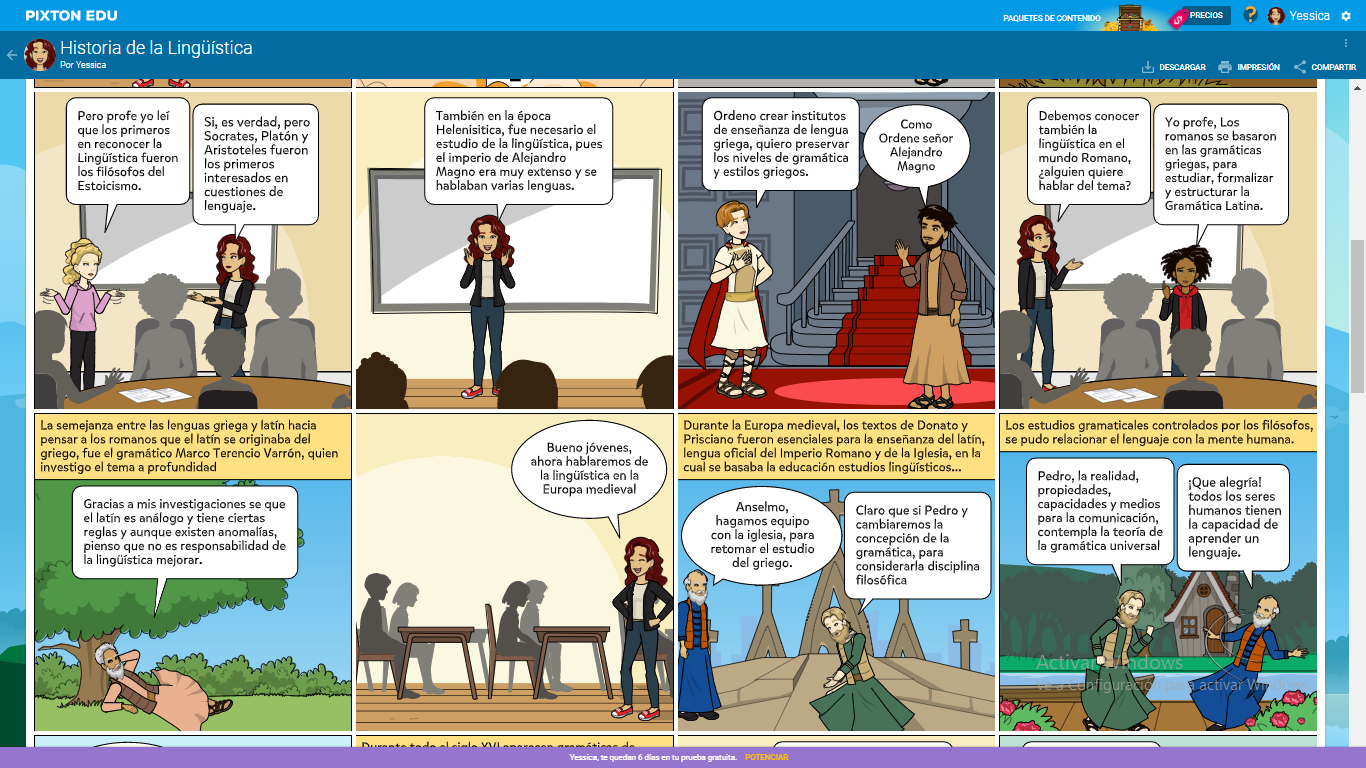 PIXTON EDU
PAQUETES DE CONTENIDO
PRECIOS
Yessica
Historia de la Lingüística
Por Yessica
DESCARGAR
IMPRESIÓN
COMPARTIR
Pero profe yo leí
que los primeros
en reconocer la
Lingüística fueron
los filósofos del
Estoicismo.
Si, es verdad, pero
Socrates, Platón y
Aristoteles fueron
los primeros
interesados en
cuestiones de
lenguaje.
También en la época
Helenisitica, fue necesario el
estudio de la lingüística, pues
el imperio de Alejandro
Magno era muy extenso y se
hablaban varias lenguas.
Ordeno crear institutos
de enseñanza de lengua
griega, quiero preservar
los niveles de gramática
y estilos griegos.
Como
Ordene señor
Alejandro
Magno
Debemos conocer
también la
lingüística en el
mundo Romano,
¿alguien quiere
hablar del tema?
Yo profe, Los
romanos se basaron
en las gramáticas
griegas, para
estudiar, formalizar
y estructurar la
Gramática Latina.
La semejanza entre las lenguas griega y latín hacia
pensar a los romanos que el latín se originaba del
griego, fue el gramático Marco Terencio Varrón, quien
investigo el tema a profundidad
Gracias a mis investigaciones se que
el latín es análogo y tiene ciertas
reglas y aunque existen anomalías,
pienso que no es responsabilidad de
la lingüística mejorar.
Bueno jóvenes,
ahora hablaremos de
la lingüística en la
Europa medieval
Durante la Europa medieval, los textos de Donato y
Prisciano fueron esenciales para la enseñanza del latín,
lengua oficial del Imperio Romano y de la Iglesia, en la
cual se basaba la educación estudios lingüísticos...
Anselmo,
hagamos equipo
con la iglesia, para
retomar el estudio
del griego.
Claro que si Pedro y
cambiaremos la
concepción de la
gramática, para
considerarla disciplina
filosófica
Los estudios gramaticales controlados por los filósofos,
se pudo relacionar el lenguaje con la mente humana.
Pedro, la realidad,
propiedades,
capacidades y medios
para la comunicación,
contempla la teoría de
la gramática universal
¡Que alegría!
todos los seres
humanos tienen
la capacidad de
aprender un
lenguaje.
Activar Windows
Ve a Configuración para activar Windows.
Durante todo el siglo XVI aparecen gramáticas de
Yessica, te quedan 6 días en tu prueba gratuita.
POTENCIAR